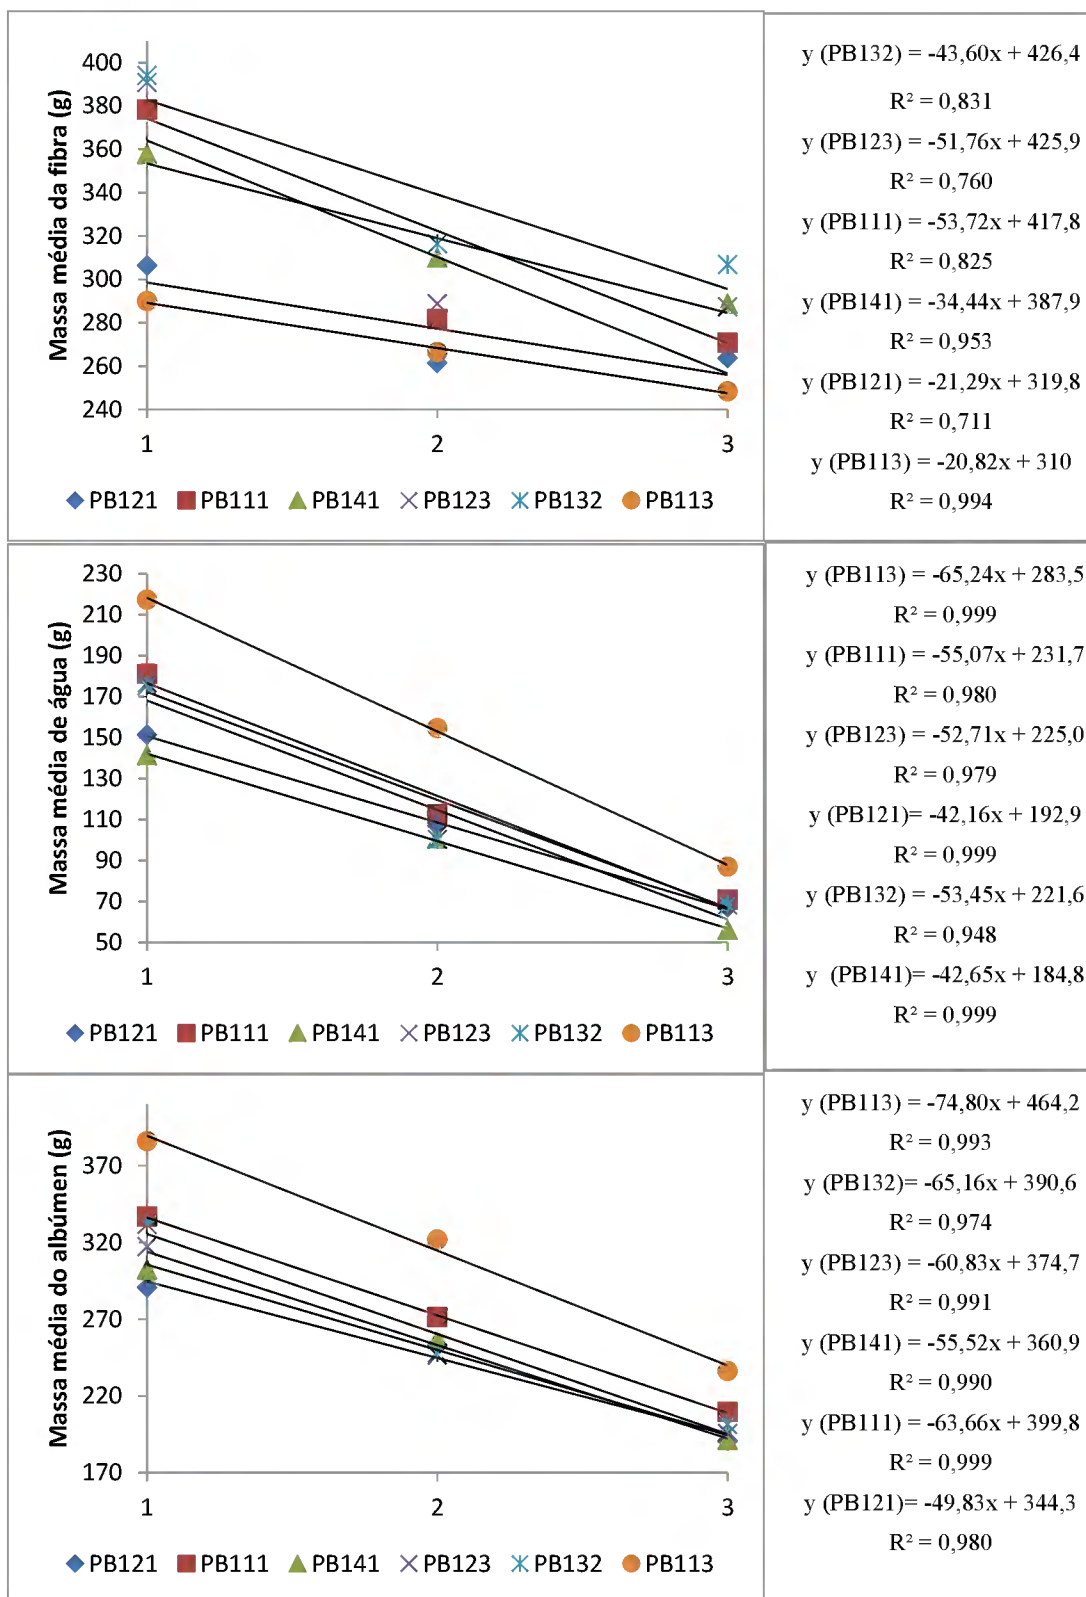 Massa média da fibra (g)
400
380
360
340
320
300
280
260
240
1 2 3
PB121 PB111 PB141 PB123 PB132 PB113
y (PB132) = -43,60x + 426,4
R² = 0,831
y (PB123) = -51,76x + 425,9
R² = 0,760
y (PB111) = -53,72x + 417,8
R² = 0,825
y (PB141) = -34,44x + 387,9
R² = 0,953
y (PB121) = -21,29x + 319,8
R² = 0,711
y (PB113) = -20,82x + 310
R² = 0,994
Massa média de água (g)
230
210
190
170
150
130
110
90
70
50
1 2 3
PB121 PB111 PB141 PB123 PB132 PB113
y (PB113) = -65,24x + 283,5
R² = 0,999
y (PB111) = -55,07x + 231,7
R² = 0,980
y (PB123) = -52,71x + 225,0
R² = 0,979
y (PB121)= -42,16x + 192,9
R² = 0,999
y (PB132) = -53,45x + 221,6
R² = 0,948
y (PB141)= -42,65x + 184,8
R² = 0,999
Massa média do albúmen (g)
370
320
270
220
170
1 2 3
PB121 PB111 PB141 PB123 PB132 PB113
y (PB113) = -74,80x + 464,2
R² = 0,993
y (PB132)= -65,16x + 390,6
R² = 0,974
y (PB123) = -60,83x + 374,7
R² = 0,991
y (PB141) = -55,52x + 360,9
R² = 0,990
y (PB111) = -63,66x + 399,8
R² = 0,999
y (PB121)= -49,83x + 344,3
R² = 0,980